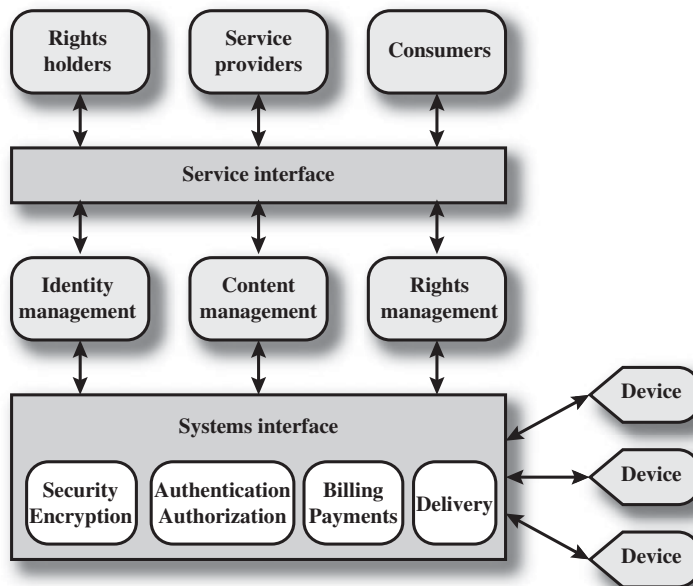 Rights
holders
Service
providers
Consumers
Service interface
Identity
management
Content
management
Rights
management
Systems interface
Security
Encryption
Authentication
Authorization
Billing
Payments
Delivery
Device
Device
Device